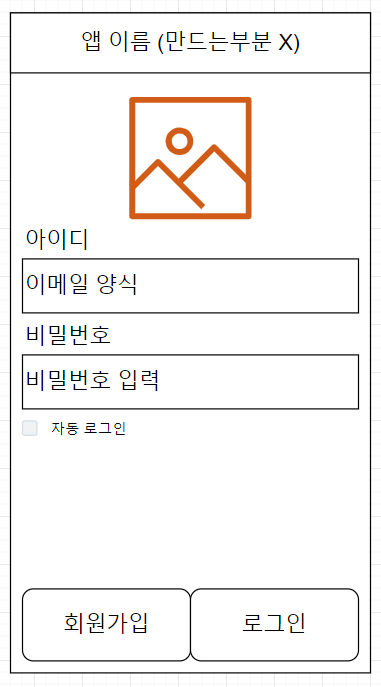 앱 이름 (만드는부분 X)
아이디
이메일 양식
비밀번호
비밀번호 입력
자동 로그인
회원가입 로그인